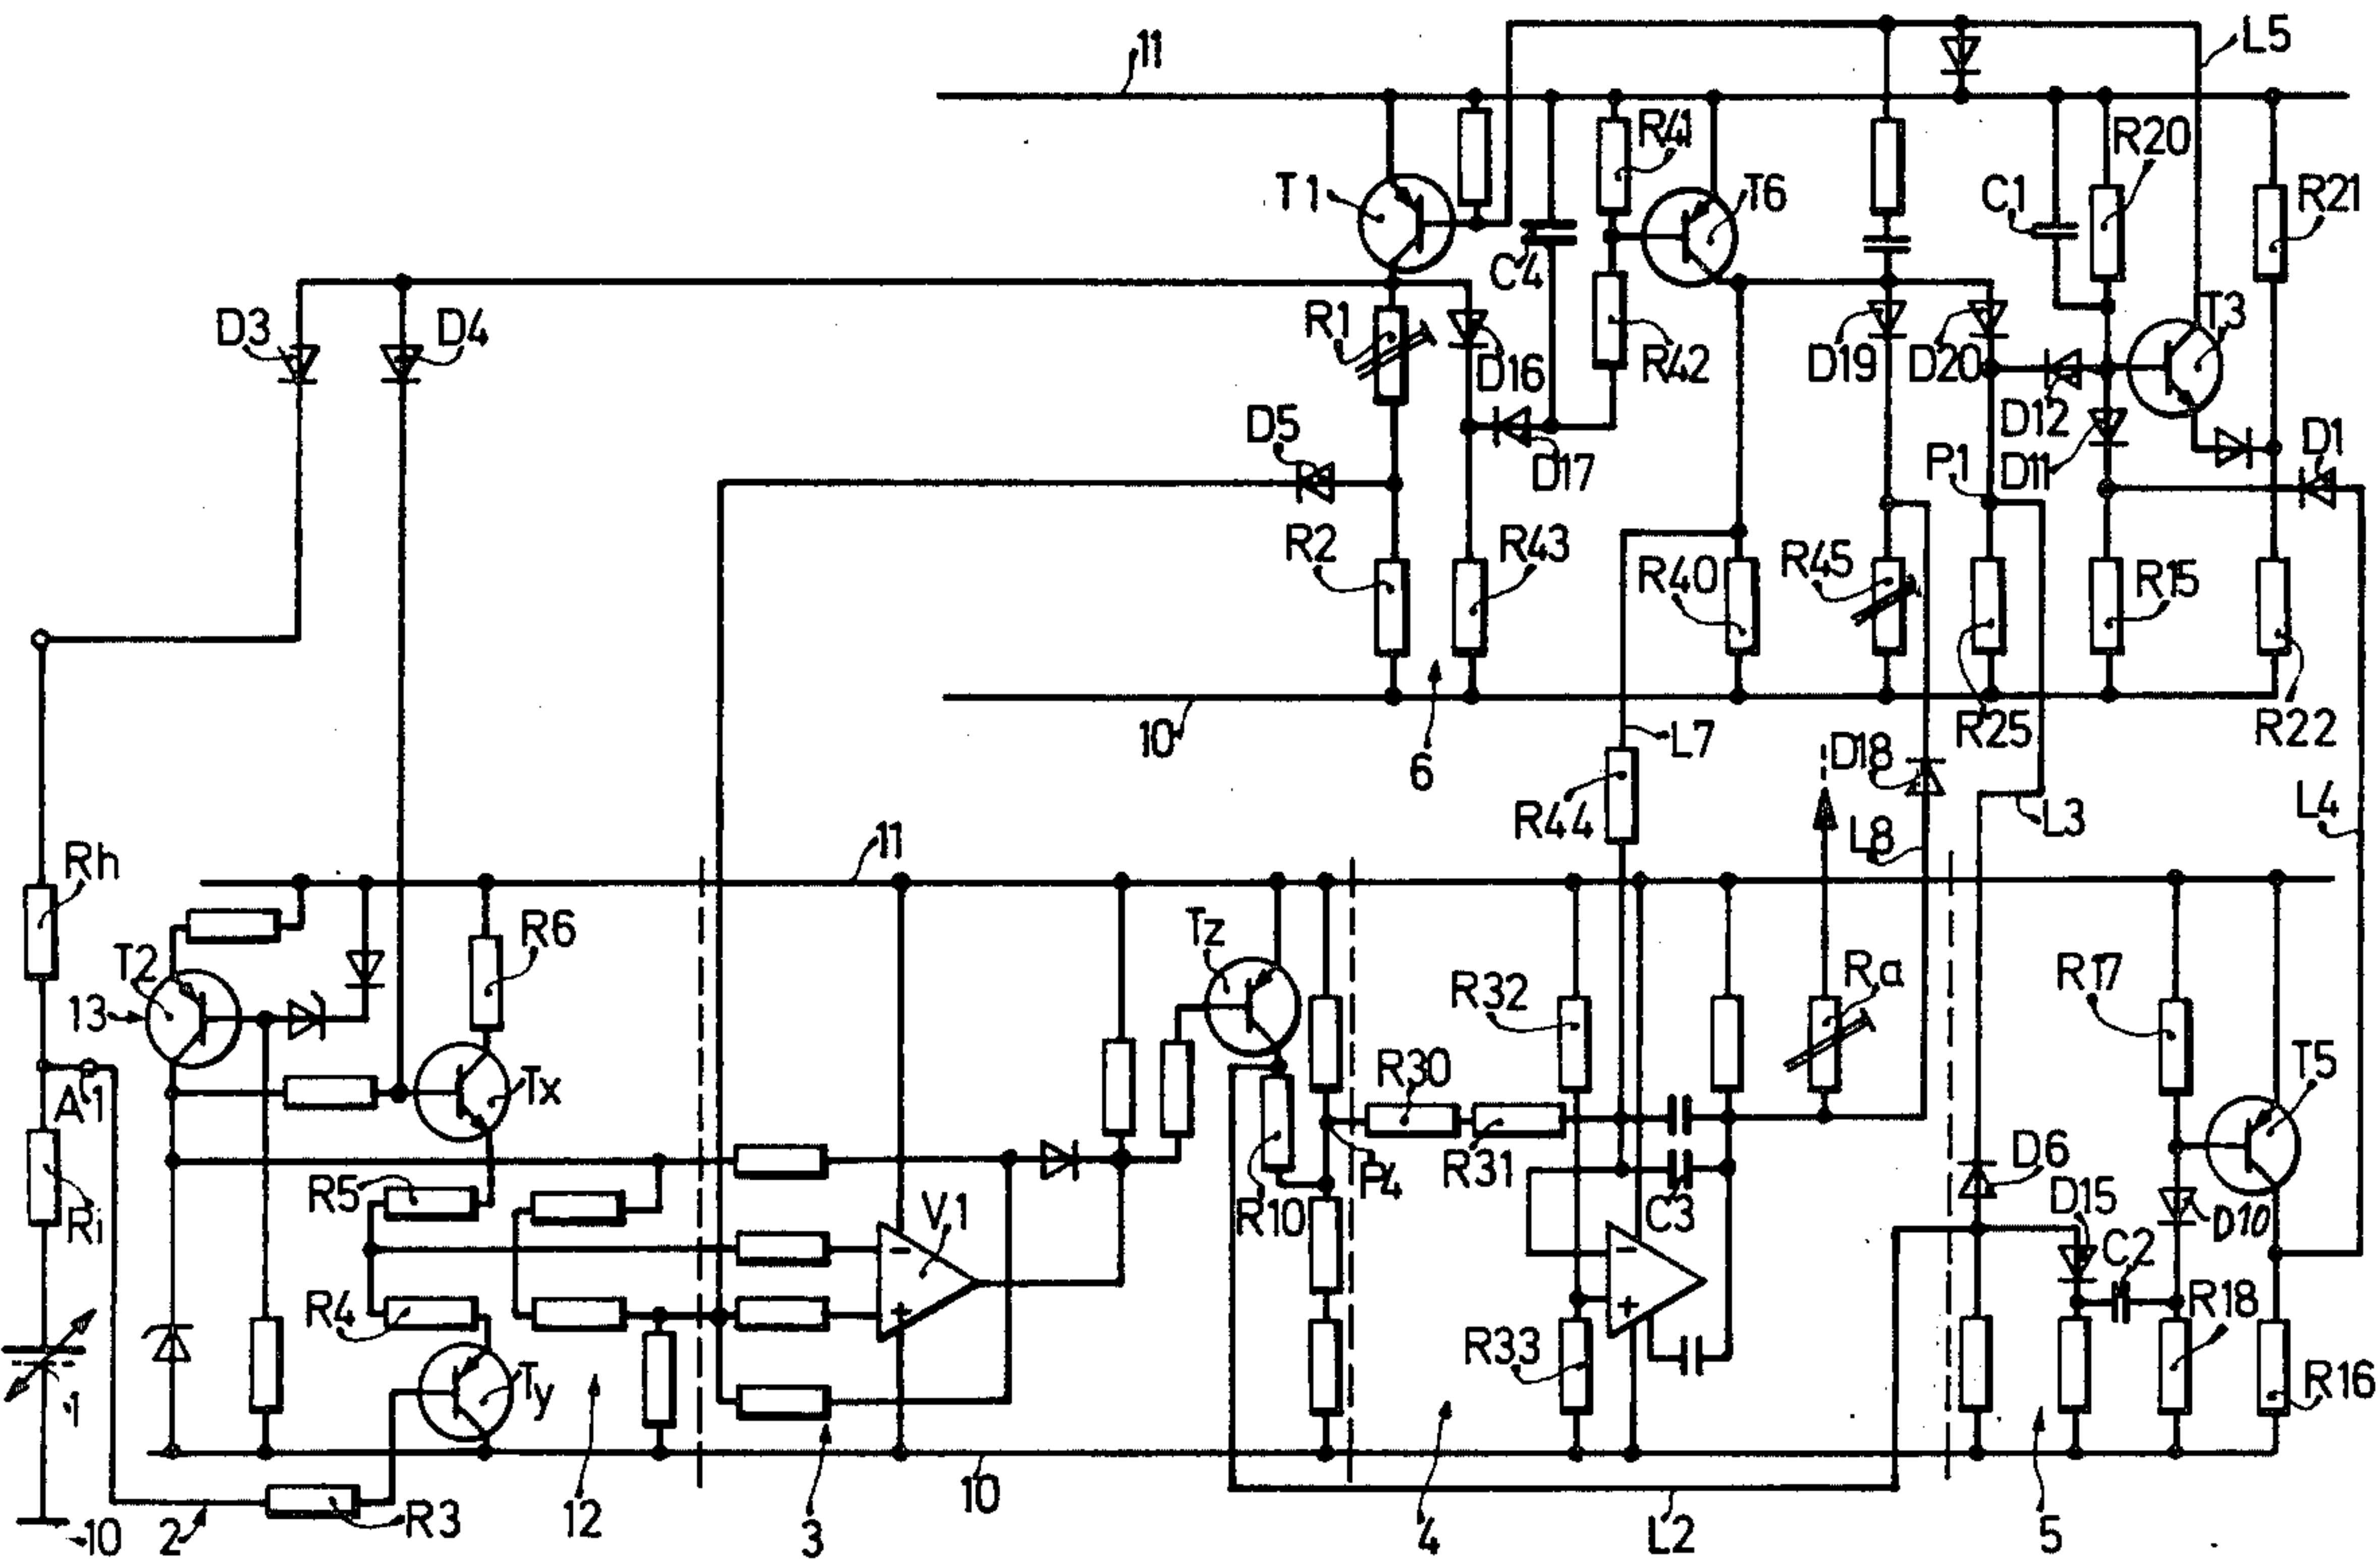 L5
11
R41
R20
T1
T6
C1
R21
C4
D3
D4
R1
T3
D16
R42
D19
D20
D5
D12
D1
D17
P1
D11
R2
R43
R40
R45
R15
10
6
L7
R25
R22
D18
R44
L4
L3
L8
11
Rh
R6
Tz
T2
R32
Ra
R17
13
T5
R30
A1
Tx
D6
R5
P4
R31
D15
Ri
V1
R10
C3
D10
C2
R4
R18
R33
Ty
R16
1
10
12
R3
10
2
3
4
L2
5